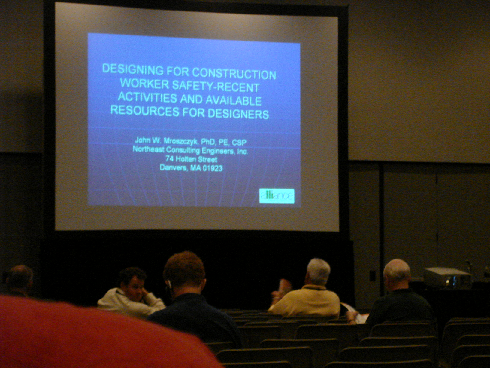 DESIGNING FOR CONSTRUCTION
WORKER SAFETY-RECENT
ACTIVITIES AND AVAILABLE
RESOURCES FOR DESIGNERS
John W. Mroszczyk, PhD, PE, CSP
Northeast Consulting Engineers, Inc.
74 Holten Street
Danvers, MA 01923